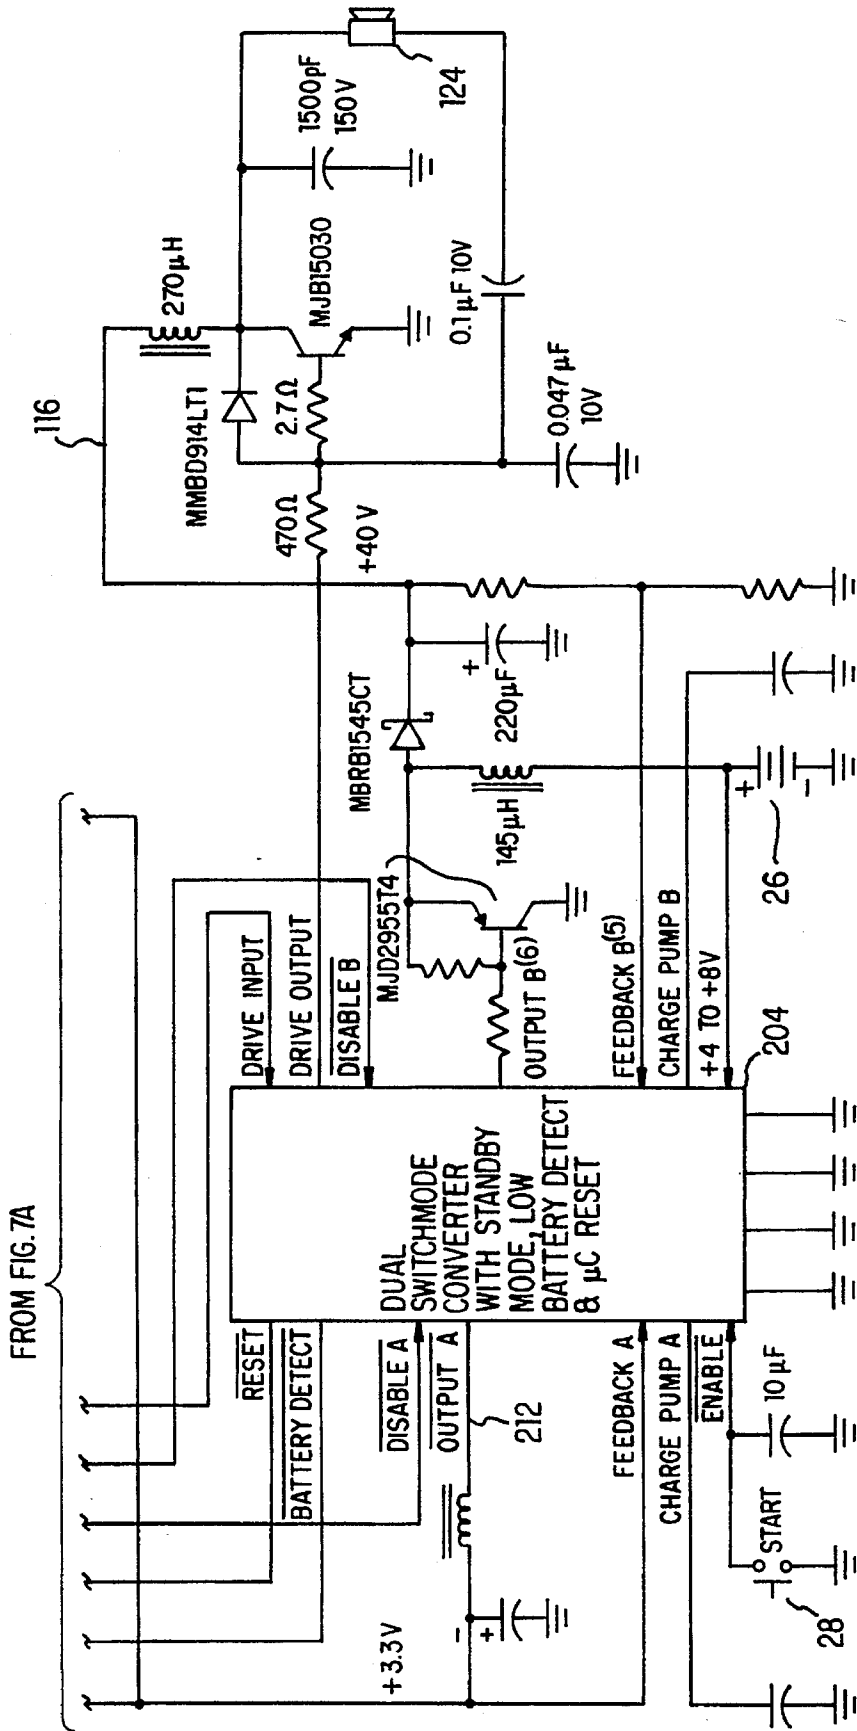 FROM FIG. 7A
116
270μH
MMBD914LT1
1500pF
150V
124
MJB15030
2.7Ω
470Ω
+40V
0.1μF 10V
0.047μF
10V
MBRB1545CT
+
220μF
145μH
MJD2955T4
+
-
26
RESET
BATTERY DETECT
DISABLE A
OUTPUT A
212
FEEDBACK A
CHARGE PUMP A
ENABLE
DRIVE INPUT
DRIVE OUTPUT
DISABLE B
OUTPUT B(6)
FEEDBACK B(5)
CHARGE PUMP B
+4 TO +8V
204
DUAL
SWITCHMODE
CONVERTER
WITH STANDBY
MODE, LOW
BATTERY DETECT
& μC RESET
+3.3V
-
+
10μF
START
28